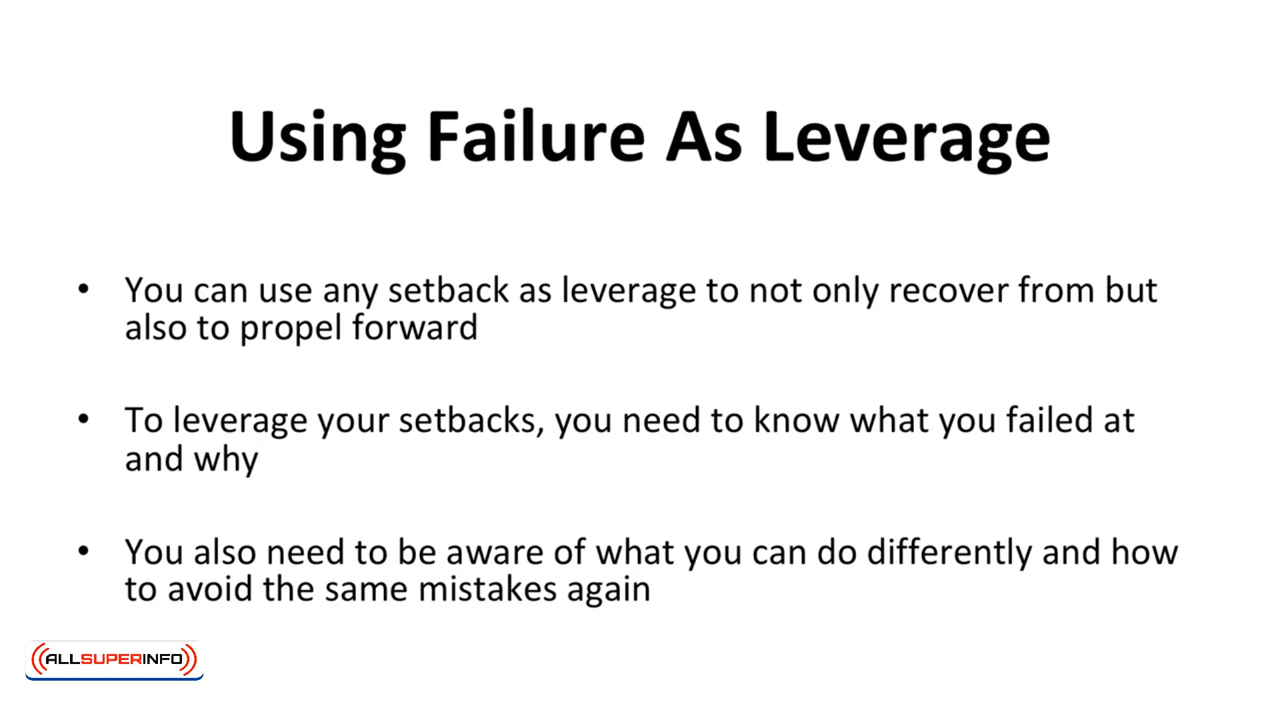 Using Failure As Leverage
• You can use any setback as leverage to not only recover from but
also to propel forward
• To leverage your setbacks, you need to know what you failed at
and why
• You also need to be aware of what you can do differently and how
to avoid the same mistakes again
ALLSUPERINFO